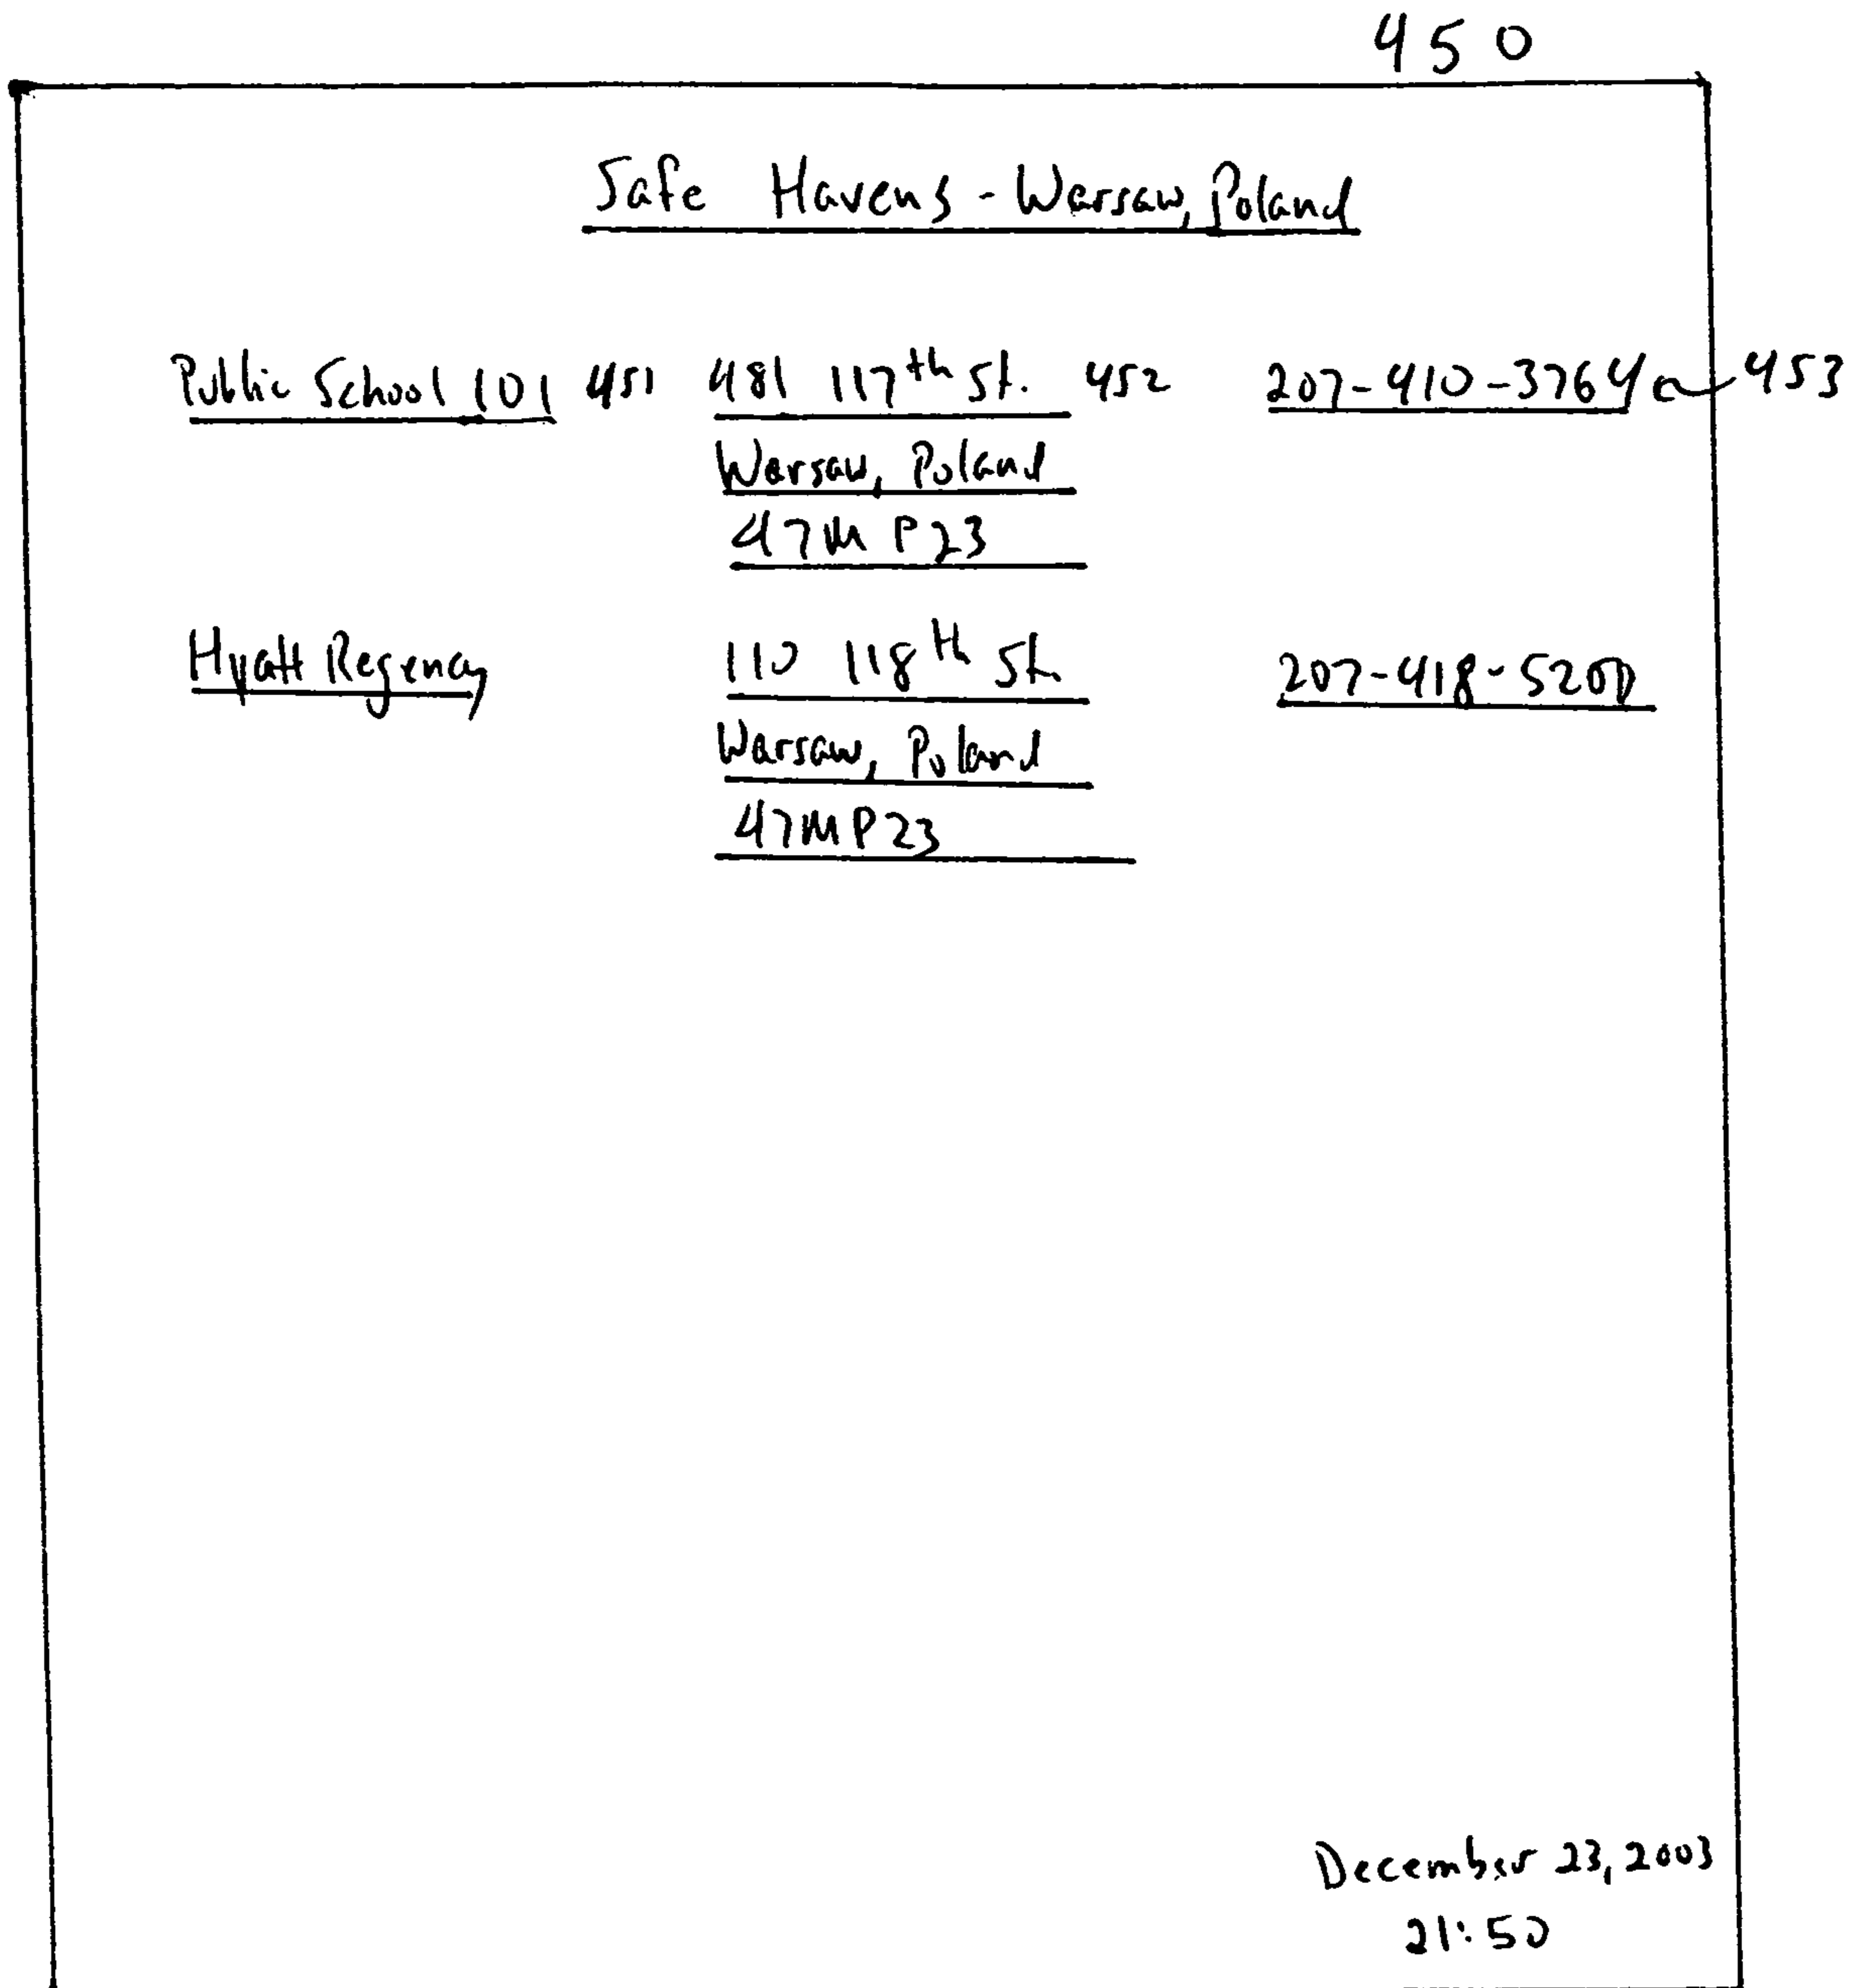 450
Safe Havens - Warsaw, Poland
Public School 101 451 481 117th St. 452 207-410-3764 453
Warsaw, Poland
47MP23
Hyatt Regency 110 118th St. 207-418-5200
Warsaw, Poland
47MP23
December 23, 2003
21:50